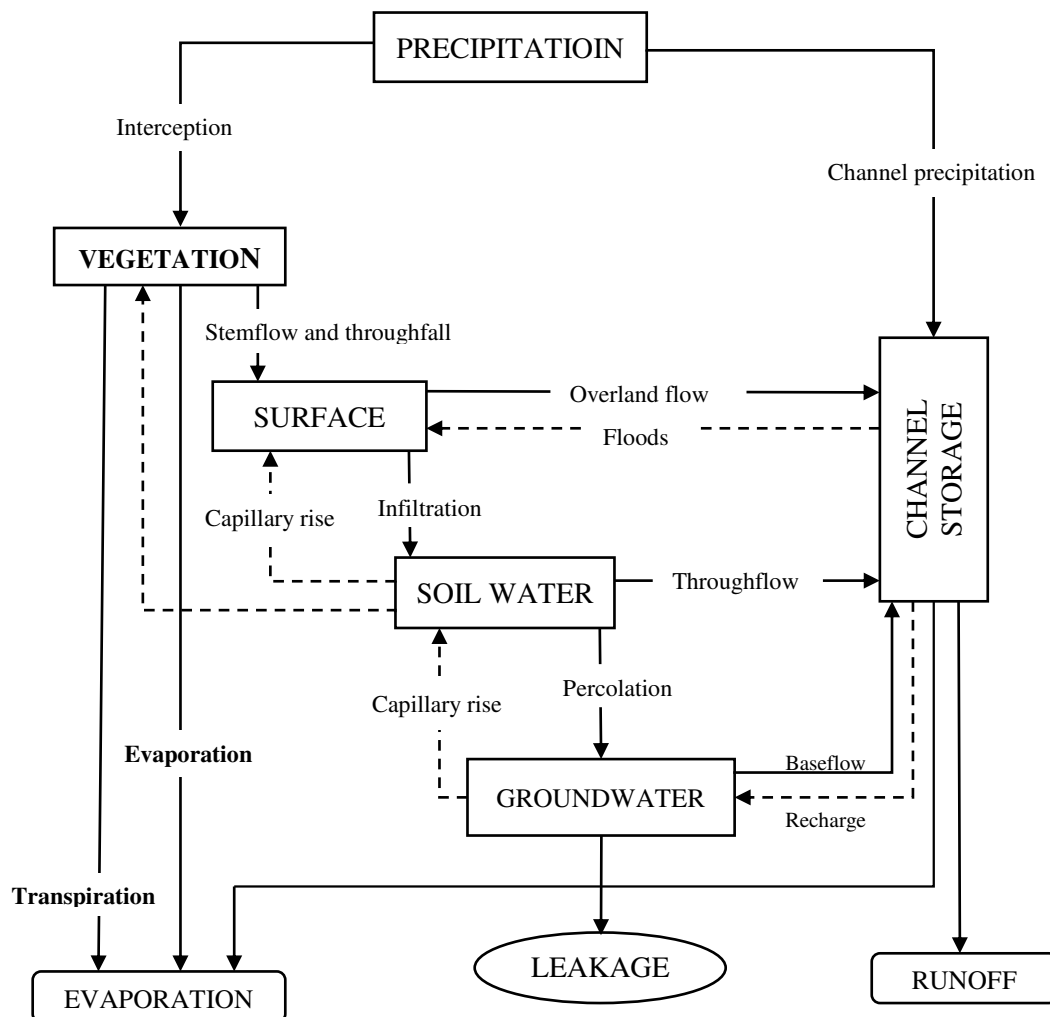 PRECIPITATIOIN
Interception
Channel precipitation
VEGETATION
Stemflow and throughfall
SURFACE
Overland flow
Floods
CHANNEL
STORAGE
Capillary rise
Infiltration
SOIL WATER
Throughflow
Capillary rise
Percolation
Evaporation
GROUNDWATER
Baseflow
Recharge
Transpiration
LEAKAGE
EVAPORATION
RUNOFF